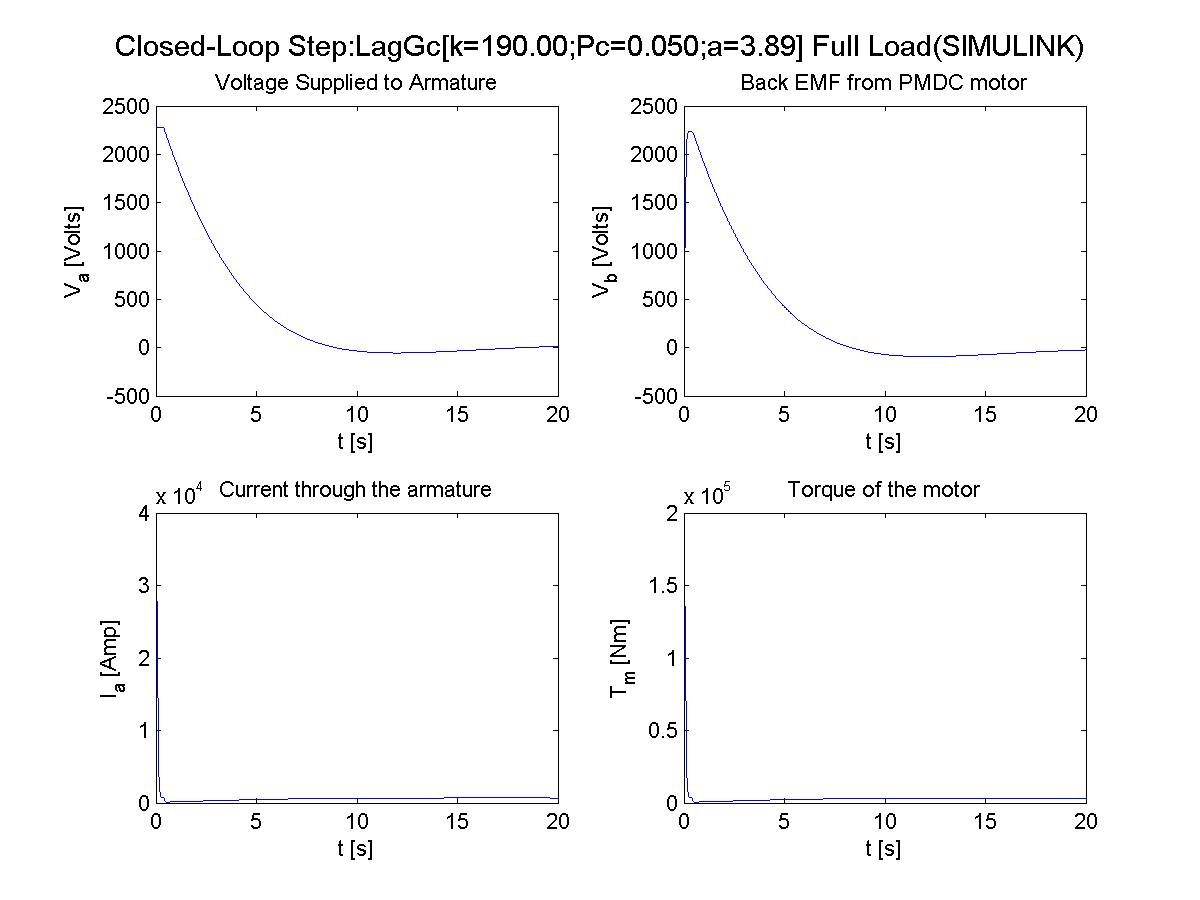 Closed-Loop Step:LagGc[k=190.00;Pc=0.050;a=3.89] Full Load(SIMULINK)
Voltage Supplied to Armature
2500
2000
1500
1000
500
0
-500
V_a [Volts]
0 5 10 15 20
t [s]
Back EMF from PMDC motor
2500
2000
1500
1000
500
0
-500
V_b [Volts]
0 5 10 15 20
t [s]
x 10^4 Current through the armature
4
3
2
1
0
I_a [Amp]
0 5 10 15 20
t [s]
x 10^5 Torque of the motor
2
1.5
1
0.5
0
T_m [Nm]
0 5 10 15 20
t [s]